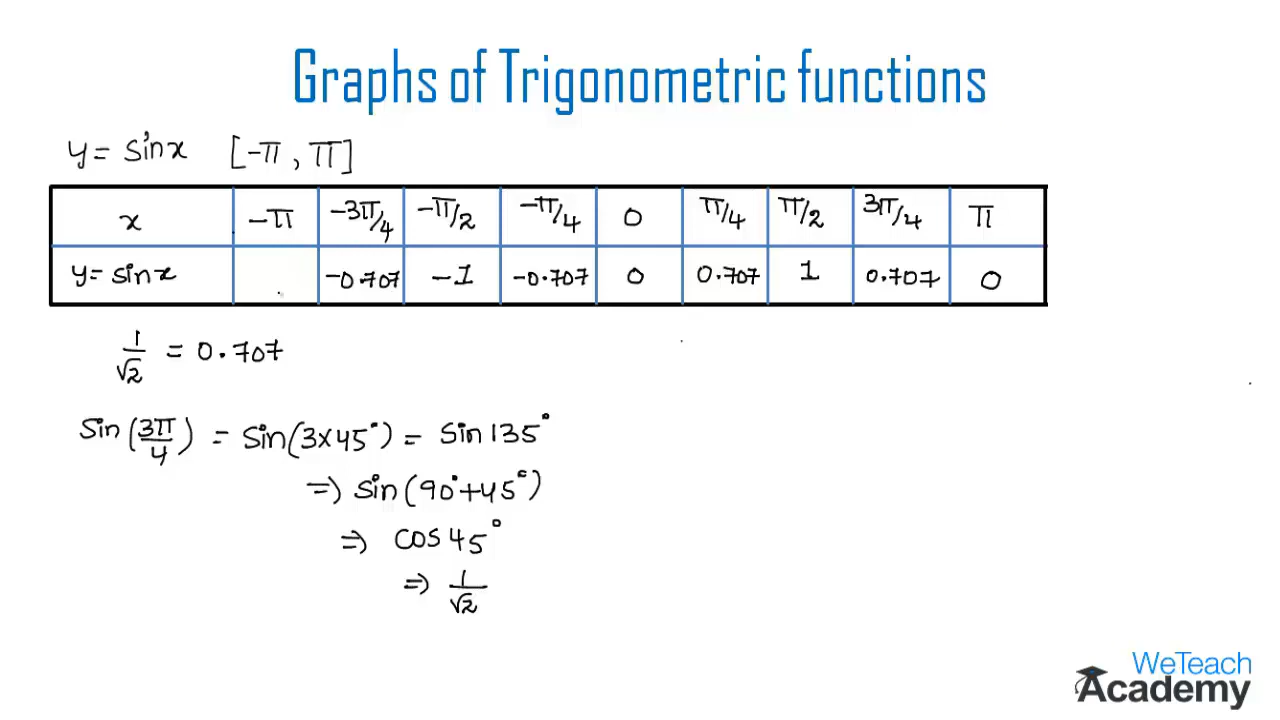 Graphs of Trigonometric functions
y = sinx [-π, π]
x -π -3π/4 -π/2 -π/4 0 π/4 π/2 3π/4 π
y = sinx -0.707 -1 -0.707 0 0.707 1 0.707 0
1/√2 = 0.707
sin(3π/4) = sin(3×45°) = sin 135°
=> sin(90°+45°)
=> cos 45°
=> 1/√2
WeTeach
Academy